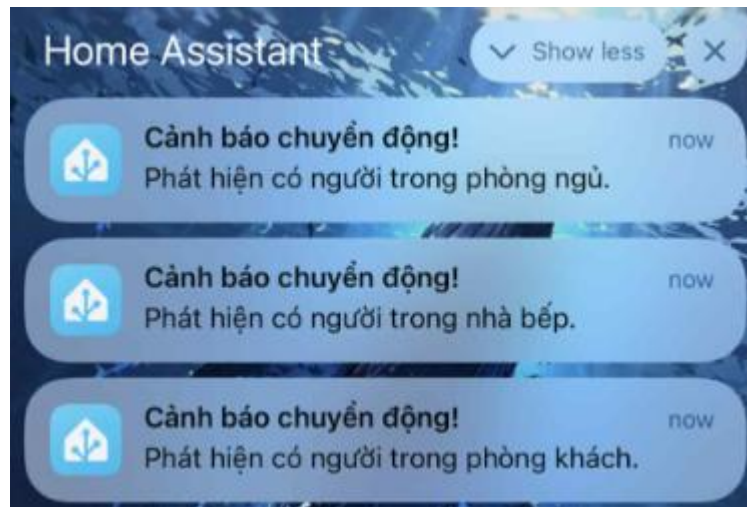 Home Assistant
Show less
Cảnh báo chuyển động!
now
Phát hiện có người trong phòng ngủ.
Cảnh báo chuyển động!
now
Phát hiện có người trong nhà bếp.
Cảnh báo chuyển động!
now
Phát hiện có người trong phòng khách.